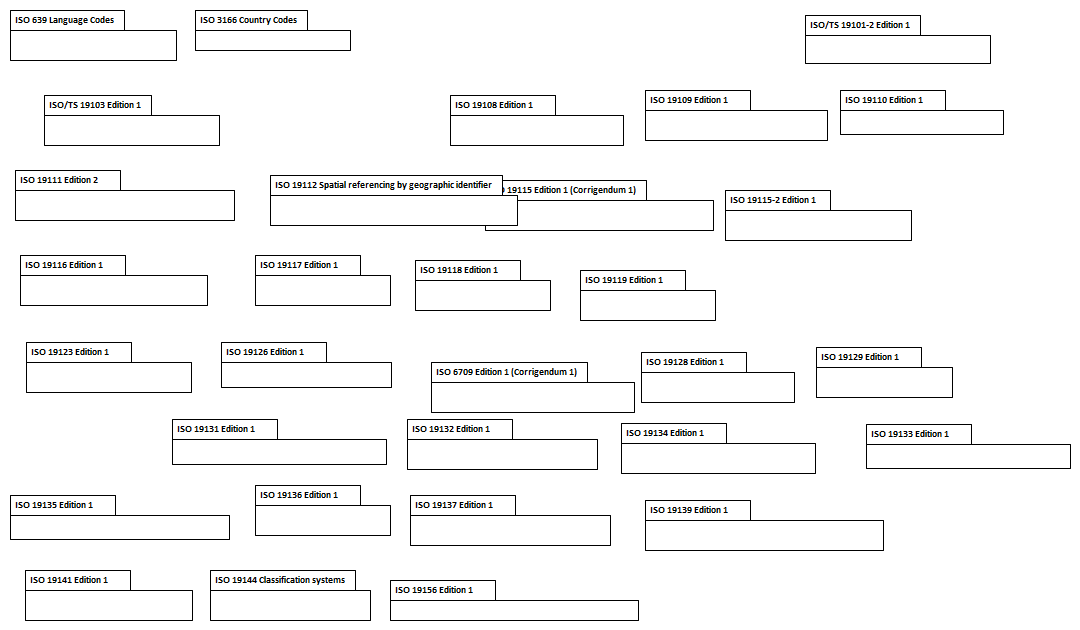 ISO 639 Language Codes
ISO 3166 Country Codes
ISO/TS 19101-2 Edition 1
ISO/TS 19103 Edition 1
ISO 19108 Edition 1
ISO 19109 Edition 1
ISO 19110 Edition 1
ISO 19111 Edition 2
ISO 19112 Spatial referencing by geographic identifier
19115 Edition 1 (Corrigendum 1)
ISO 19115-2 Edition 1
ISO 19116 Edition 1
ISO 19117 Edition 1
ISO 19118 Edition 1
ISO 19119 Edition 1
ISO 19123 Edition 1
ISO 19126 Edition 1
ISO 6709 Edition 1 (Corrigendum 1)
ISO 19128 Edition 1
ISO 19129 Edition 1
ISO 19131 Edition 1
ISO 19132 Edition 1
ISO 19134 Edition 1
ISO 19133 Edition 1
ISO 19135 Edition 1
ISO 19136 Edition 1
ISO 19137 Edition 1
ISO 19139 Edition 1
ISO 19141 Edition 1
ISO 19144 Classification systems
ISO 19156 Edition 1